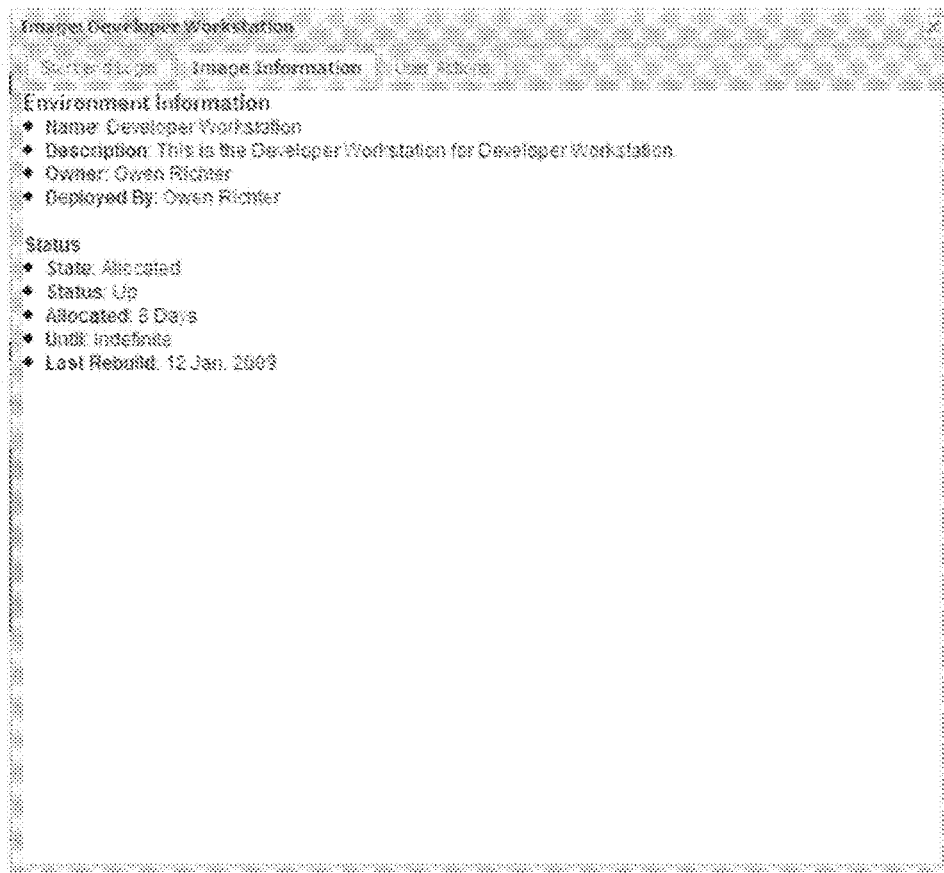 Image: Developer Workstation
Image Information User Actions
Environment Information
Name: Developer Workstation
Description: This is the Developer Workstation for Developer Workstation
Owner: Owen Richter
Deployed By: Owen Richter
Status
State: Allocated
Status: Up
Allocated: Days
Until: Indefinite
Last Rebuild: 12 Jan, 2009